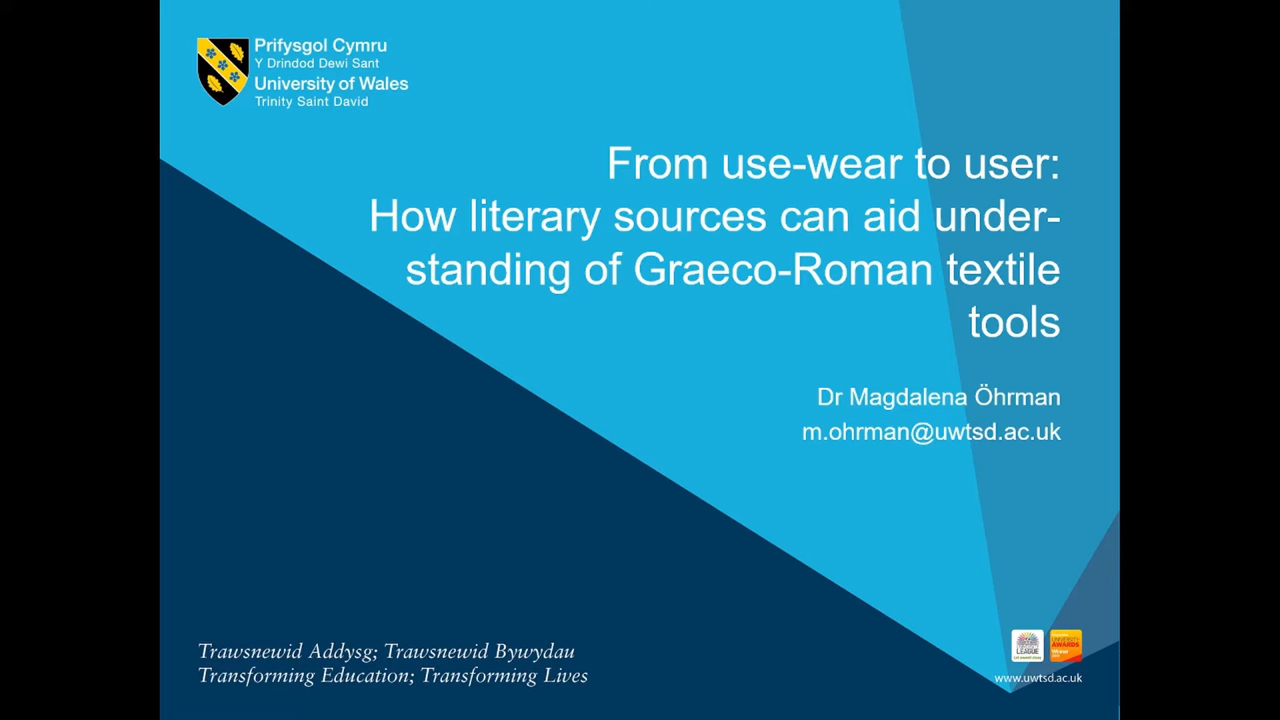 Prifysgol Cymru
Y Drindod Dewi Sant
University of Wales
Trinity Saint David
From use-wear to user:
How literary sources can aid under-
standing of Graeco-Roman textile
tools
Dr Magdalena Öhrman
m.ohrman@uwtsd.ac.uk
Trawsnewid Addysg; Trawsnewid Bywydau
Transforming Education; Transforming Lives
LEAGUE
AWARDS
www.uwtsd.ac.uk